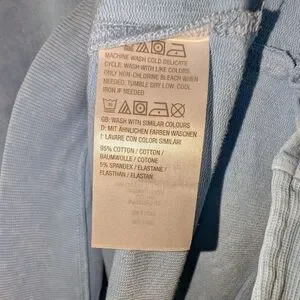 MACHINE WASH COLD DELICATE
CYCLE. WASH WITH LIKE COLORS.
ONLY NON-CHLORINE BLEACH WHEN
NEEDED. TUMBLE DRY LOW. COOL
IRON IF NEEDED
GB: WASH WITH SIMILAR COLOURS
D: MIT ÄHNLICHEN FARBEN WASCHEN
I: LAVARE CON COLORI SIMILARI
95% COTTON / COTTON /
BAUMWOLLE / COTONE
5% SPANDEX / ELASTANE /
ELASTHAN / ELASTAN